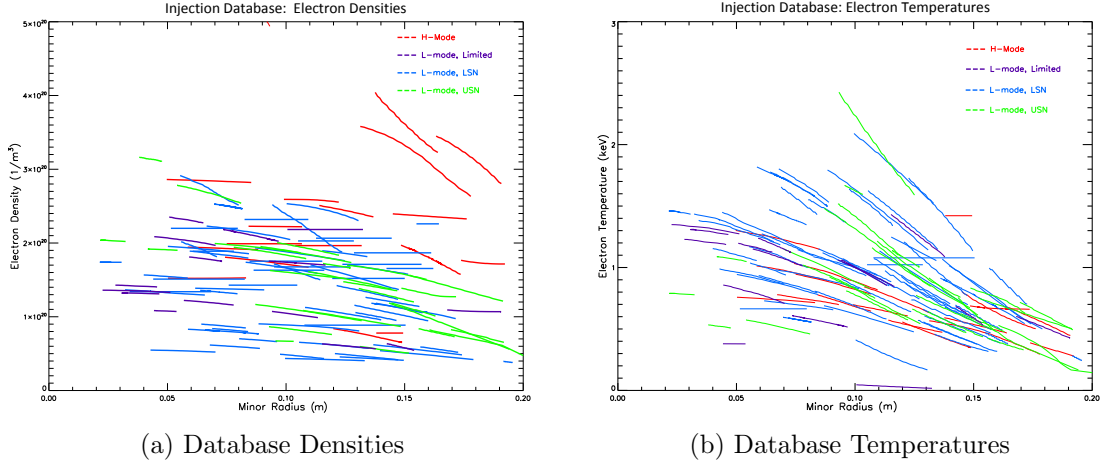 Injection Database: Electron Densities
5×10²⁰
4×10²⁰
3×10²⁰
2×10²⁰
1×10²⁰
0
Electron Density (1/m³)
H-Mode
L-mode, Limited
L-mode, LSN
L-mode, USN
0.00 0.05 0.10 0.15 0.20
Minor Radius (m)
(a) Database Densities
Injection Database: Electron Temperatures
3
2
1
0
Electron Temperature (keV)
H-Mode
L-mode, Limited
L-mode, LSN
L-mode, USN
0.00 0.05 0.10 0.15 0.20
Minor Radius (m)
(b) Database Temperatures